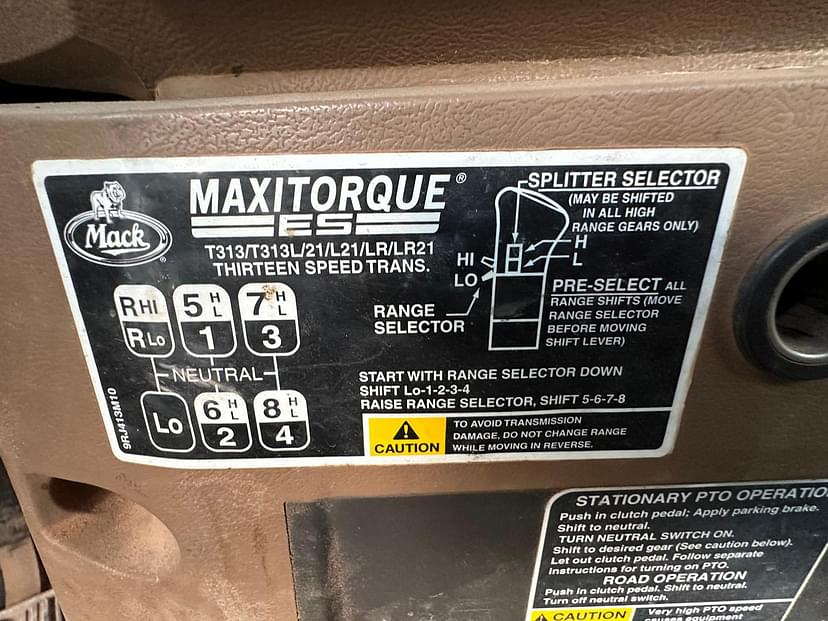 Mack
MAXITORQUE®
ES
T313/T313L/21/L21/LR/LR21
THIRTEEN SPEED TRANS.
RHI 5 H L 7 H L
RLO 1 3
NEUTRAL
Lo 6 H L 8 H L
2 4
9RJ413M10
SPLITTER SELECTOR
(MAY BE SHIFTED
IN ALL HIGH
RANGE GEARS ONLY)
H
L
HI
LO
RANGE
SELECTOR
PRE-SELECT ALL
RANGE SHIFTS (MOVE
RANGE SELECTOR
BEFORE MOVING
SHIFT LEVER)
START WITH RANGE SELECTOR DOWN
SHIFT Lo-1-2-3-4
RAISE RANGE SELECTOR, SHIFT 5-6-7-8
CAUTION
TO AVOID TRANSMISSION
DAMAGE, DO NOT CHANGE RANGE
WHILE MOVING IN REVERSE.
STATIONARY PTO OPERATIO
Push in clutch pedal; Apply parking brake.
Shift to neutral.
TURN NEUTRAL SWITCH ON.
Shift to desired gear (See caution below).
Let out clutch pedal. Follow separate
instructions for turning on PTO.
ROAD OPERATION
Push in clutch pedal. Shift to neutral.
Turn off neutral switch.
CAUTION
Very high PTO speed
causes equipment